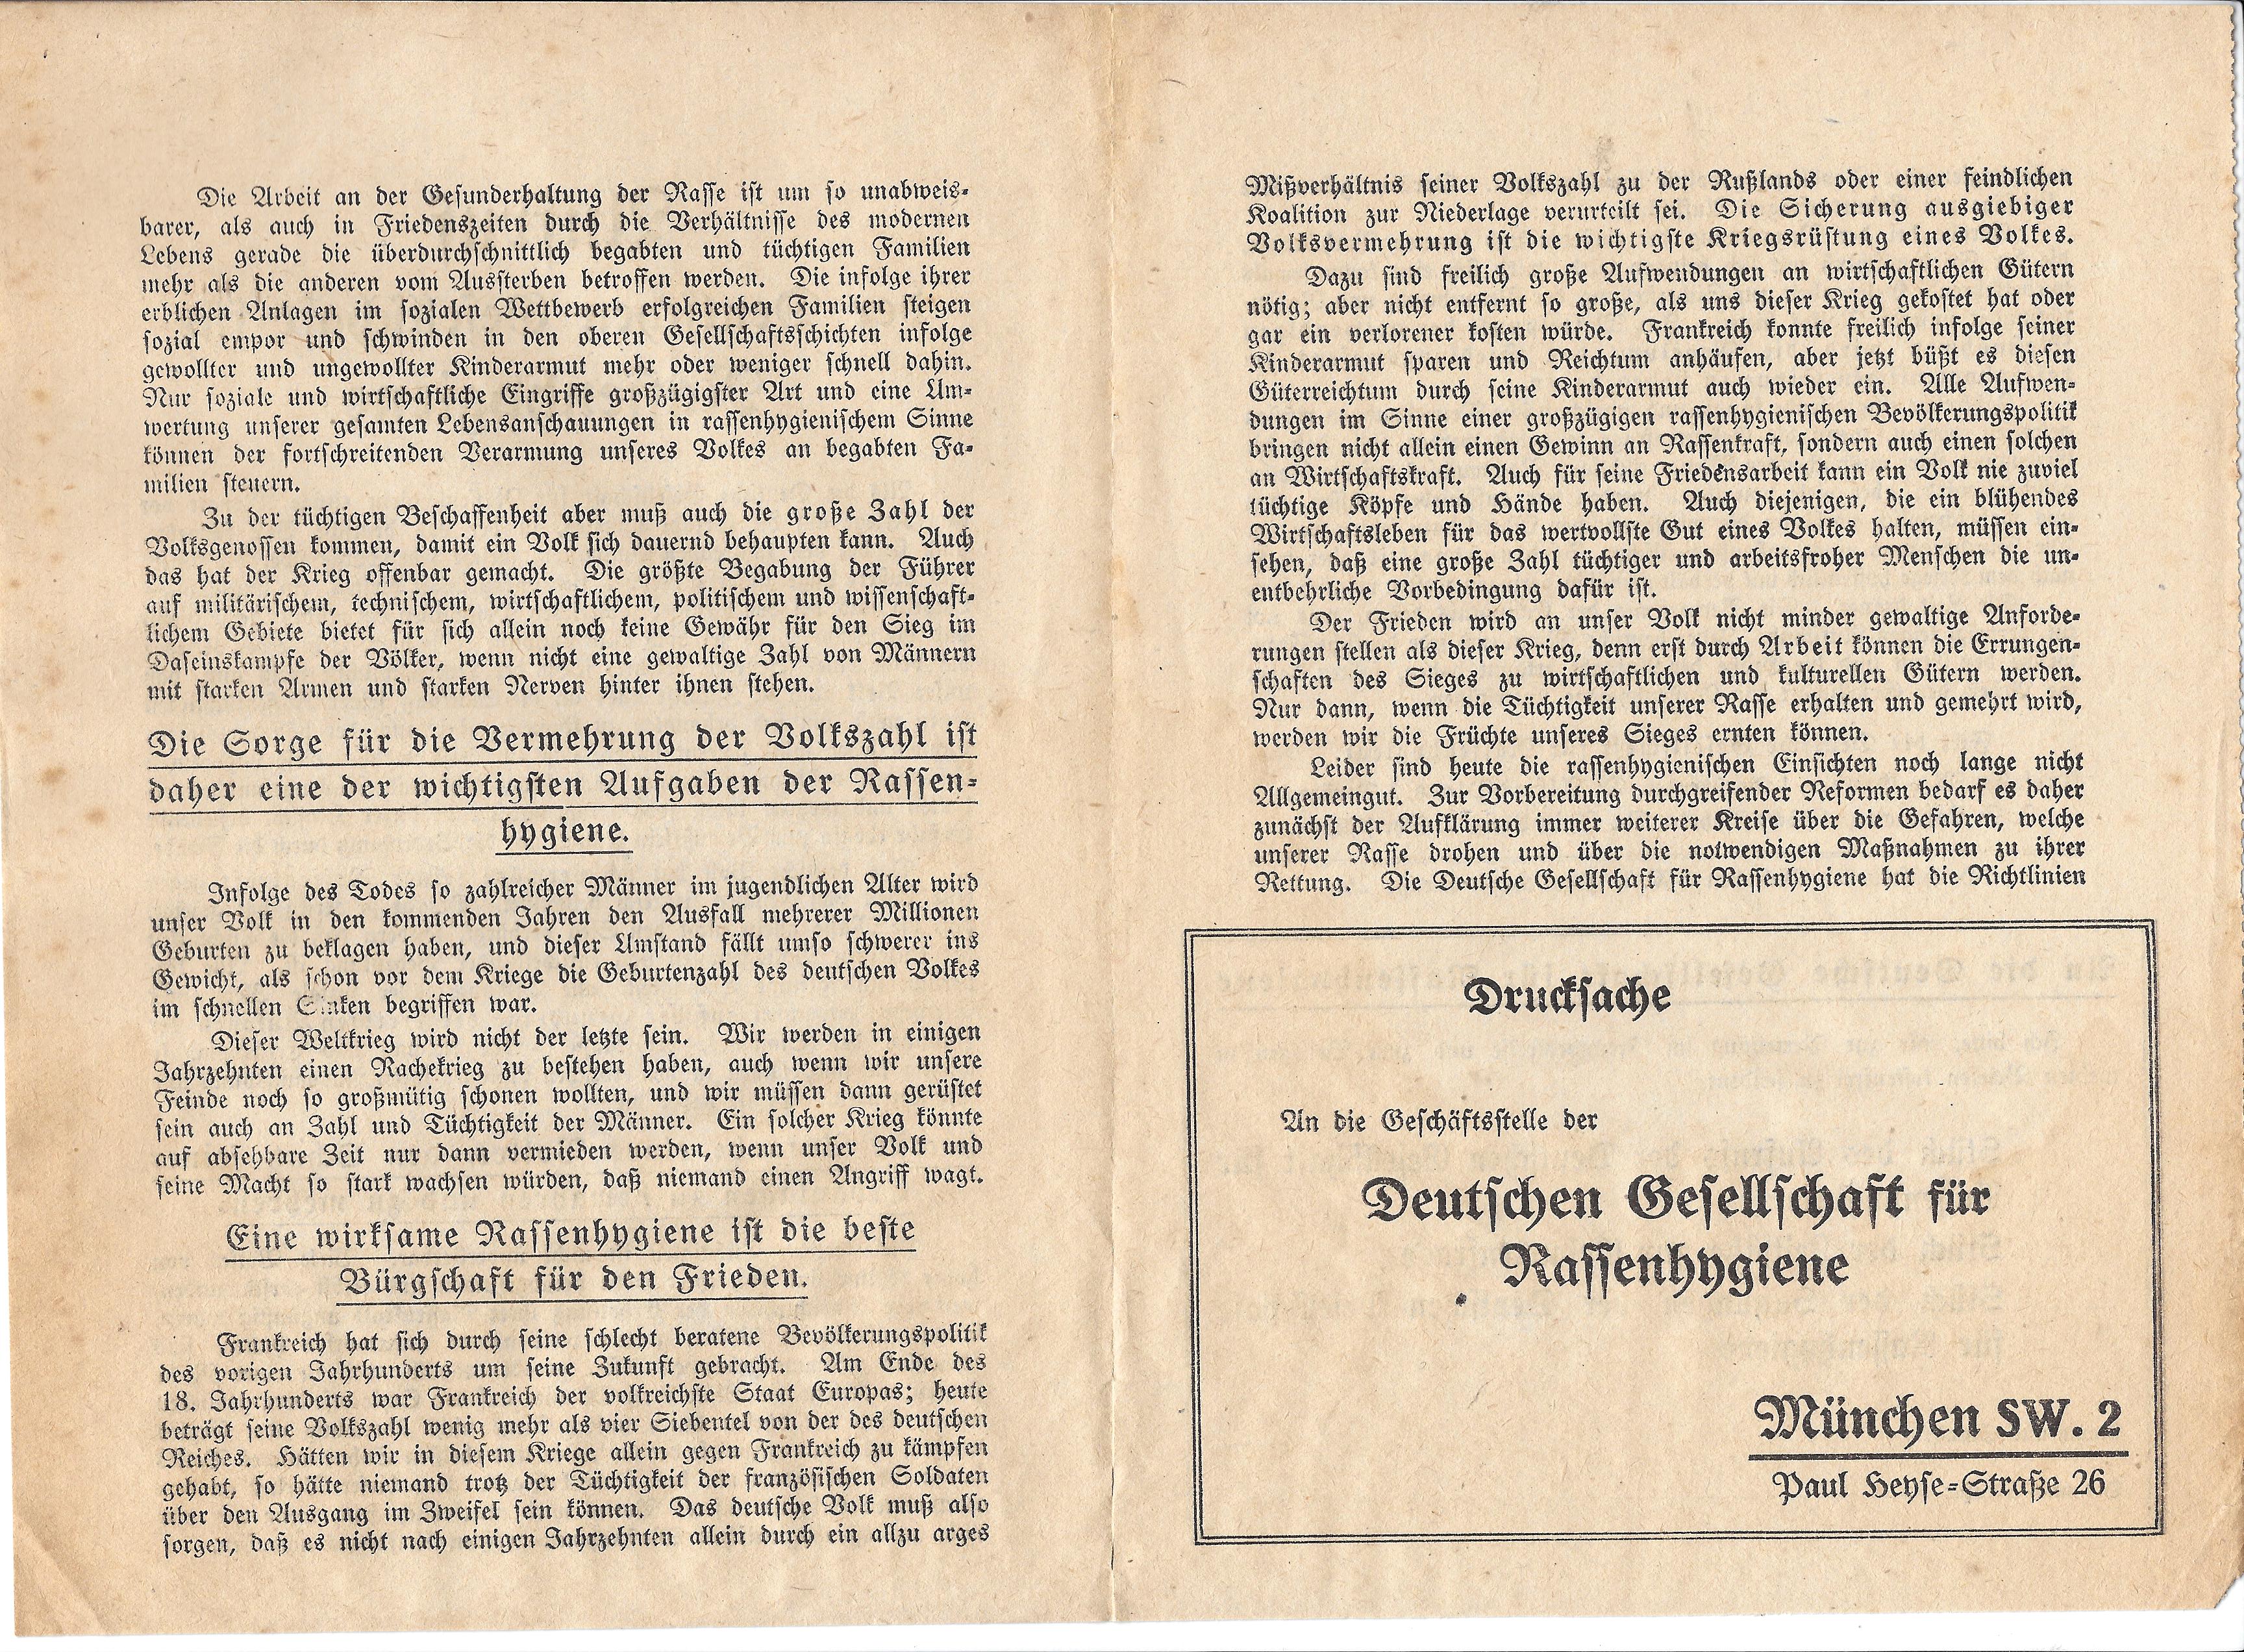 Die Arbeit an der Gesunderhaltung der Rasse ist um so unabweis-
barer, als auch in Friedenszeiten durch die Verhältnisse des modernen
Lebens gerade die überdurchschnittlich begabten und tüchtigen Familien
mehr als die anderen vom Aussterben betroffen werden. Die infolge ihrer
erblichen Anlagen im sozialen Wettbewerb erfolgreichen Familien steigen
sozial empor und schwinden in den oberen Gesellschaftsschichten infolge
gewollter und ungewollter Kinderarmut mehr oder weniger schnell dahin.
Nur soziale und wirtschaftliche Eingriffe großzügigster Art und eine Um-
wertung unserer gesamten Lebensanschauungen in rassenhygienischem Sinne
können der fortschreitenden Verarmung unseres Volkes an begabten Fa-
milien steuern.
Zu der tüchtigen Beschaffenheit aber muß auch die große Zahl der
Volksgenossen kommen, damit ein Volk sich dauernd behaupten kann. Auch
das hat der Krieg offenbar gemacht. Die größte Begabung der Führer
auf militärischem, technischem, wirtschaftlichem, politischem und wissenschaft-
lichem Gebiete bietet für sich allein noch keine Gewähr für den Sieg im
Daseinskampfe der Völker, wenn nicht eine gewaltige Zahl von Männern
mit starken Armen und starken Nerven hinter ihnen stehen.
Die Sorge für die Vermehrung der Volkszahl ist
daher eine der wichtigsten Aufgaben der Rassen-
hygiene.
Infolge des Todes so zahlreicher Männer im jugendlichen Alter wird
unser Volk in den kommenden Jahren den Ausfall mehrerer Millionen
Geburten zu beklagen haben, und dieser Umstand fällt umso schwerer ins
Gewicht, als schon vor dem Kriege die Geburtenzahl des deutschen Volkes
im schnellen Sinken begriffen war.
Dieser Weltkrieg wird nicht der letzte sein. Wir werden in einigen
Jahrzehnten einen Rachekrieg zu bestehen haben, auch wenn wir unsere
Feinde noch so großmütig schonen wollten, und wir müssen dann gerüstet
sein auch an Zahl und Tüchtigkeit der Männer. Ein solcher Krieg könnte
auf absehbare Zeit nur dann vermieden werden, wenn unser Volk und
seine Macht so stark wachsen würden, daß niemand einen Angriff wagt.
Eine wirksame Rassenhygiene ist die beste
Bürgschaft für den Frieden.
Frankreich hat sich durch seine schlecht beratene Bevölkerungspolitik
des vorigen Jahrhunderts um seine Zukunft gebracht. Am Ende des
18. Jahrhunderts war Frankreich der volkreichste Staat Europas; heute
beträgt seine Volkszahl wenig mehr als vier Siebentel von der des deutschen
Reiches. Hätten wir in diesem Kriege allein gegen Frankreich zu kämpfen
gehabt, so hätte niemand trotz der Tüchtigkeit der französischen Soldaten
über den Ausgang im Zweifel sein können. Das deutsche Volk muß also
sorgen, daß es nicht nach einigen Jahrzehnten allein durch ein allzu arges
Mißverhältnis seiner Volkszahl zu der Rußlands oder einer feindlichen
Koalition zur Niederlage verurteilt sei. Die Sicherung ausgiebiger
Volksvermehrung ist die wichtigste Kriegsrüstung eines Volkes.
Dazu sind freilich große Aufwendungen an wirtschaftlichen Gütern
nötig; aber nicht entfernt so große, als uns dieser Krieg gekostet hat oder
gar ein verlorener kosten würde. Frankreich konnte freilich infolge seiner
Kinderarmut sparen und Reichtum anhäufen, aber jetzt büßt es diesen
Güterreichtum durch seine Kinderarmut auch wieder ein. Alle Aufwen-
dungen im Sinne einer großzügigen rassenhygienischen Bevölkerungspolitik
bringen nicht allein einen Gewinn an Rassenkraft, sondern auch einen solchen
an Wirtschaftskraft. Auch für seine Friedensarbeit kann ein Volk nie zuviel
tüchtige Köpfe und Hände haben. Auch diejenigen, die ein blühendes
Wirtschaftsleben für das wertvollste Gut eines Volkes halten, müssen ein-
sehen, daß eine große Zahl tüchtiger und arbeitsfroher Menschen die un-
entbehrliche Vorbedingung dafür ist.
Der Frieden wird an unser Volk nicht minder gewaltige Anforde-
rungen stellen als dieser Krieg, denn erst durch Arbeit können die Errungen-
schaften des Sieges zu wirtschaftlichen und kulturellen Gütern werden.
Nur dann, wenn die Tüchtigkeit unserer Rasse erhalten und gemehrt wird,
werden wir die Früchte unseres Sieges ernten können.
Leider sind heute die rassenhygienischen Einsichten noch lange nicht
Allgemeingut. Zur Vorbereitung durchgreifender Reformen bedarf es daher
zunächst der Aufklärung immer weiterer Kreise über die Gefahren, welche
unserer Rasse drohen und über die notwendigen Maßnahmen zu ihrer
Rettung. Die Deutsche Gesellschaft für Rassenhygiene hat die Richtlinien
Drucksache
An die Geschäftsstelle der
Deutschen Gesellschaft für
Rassenhygiene
München SW. 2
Paul Heyse-Straße 26